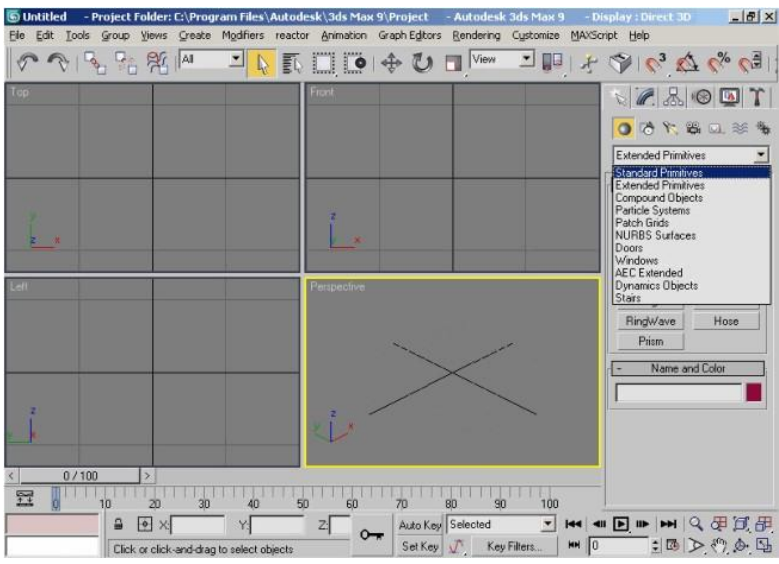 Untitled - Project Folder: C:\Program Files\Autodesk\3ds Max 9\Project - Autodesk 3ds Max 9 - Display : Direct 3D
File Edit Tools Group Views Create Modifiers reactor Animation Graph Editors Rendering Customize MAXScript Help
All View
Top
Front
z x
z x
Left
Perspective
z
y x
z
y x
Extended Primitives
Standard Primitives
Extended Primitives
Compound Objects
Particle Systems
Patch Grids
NURBS Surfaces
Doors
Windows
AEC Extended
Dynamics Objects
Stairs
RingWave Hose
Prism
- Name and Color
< 0 / 100 >
0 10 20 30 40 50 60 70 80 90 100
X: Y: Z: Auto Key Selected
Click or click-and-drag to select objects Set Key Key Filters... 0